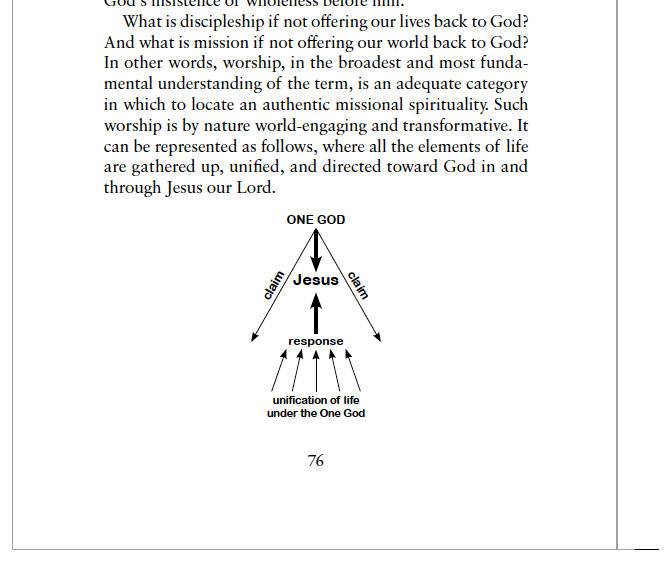 God's insistence of wholeness before him.
What is discipleship if not offering our lives back to God?
And what is mission if not offering our world back to God?
In other words, worship, in the broadest and most funda-
mental understanding of the term, is an adequate category
in which to locate an authentic missional spirituality. Such
worship is by nature world-engaging and transformative. It
can be represented as follows, where all the elements of life
are gathered up, unified, and directed toward God in and
through Jesus our Lord.
ONE GOD
claim
Jesus
claim
response
unification of life
under the One God
76